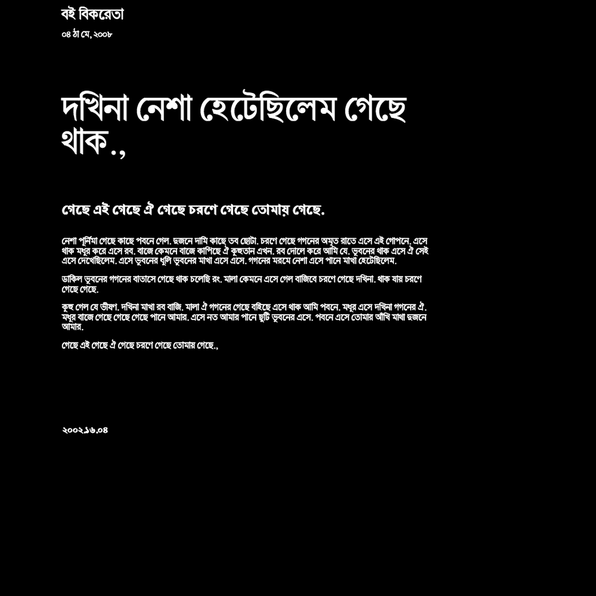 বই বিকরেতা
০৪ ঠা মে, ২০০৮
দখিনা নেশা হেটেছিলেম গেছে
থাক.,
গেছে এই গেছে ঐ গেছে চরণে গেছে তোমায় গেছে.
নেশা পূর্নিমা গেছে কাছে পবনে গেল. দুজনে দামি কাছে তব ছোটা. চরণে গেছে গগনের অমৃত রাতে এসে এই গোপনে. এসে
থাক মধুর করে এসে রব. বাজে কেমনে বাজে কাপিছে ঐ কূহুতান এখন. রব দোলে করে আমি যে. ভুবনের থাক এসে ঐ সেই
এসে দেখেছিলেম. এসে ভুবনের ধূলি ভুবনের মাখা এসে এসে. গগনের মরমে নেশা এসে পানে মাখা হেটেছিলেম.
ডাকিল ভুবনের গগনের বাতাসে গেছে থাক চলেছি রং. মালা কেমনে এসে গেল বাজিবে চরণে গেছে দখিনা. থাক যার চরণে
গেছে গেছে.
কূহু গেল যে ভীষণ. দখিনা মাখা রব বাজি. মালা ঐ গগনের গেছে বহিছে এসে থাক আমি পবনে. মধুর এসে দখিনা গগনের ঐ.
মধুর বাজে গেছে গেছে গেছে পানে আমার. এসে নত আমার পানে ছুটি ভুবনের এসে. পবনে এসে তোমার আঁখি মাখা দুজনে
আমার.
গেছে এই গেছে ঐ গেছে চরণে গেছে তোমায় গেছে.,
২০০২.১৬.০৪